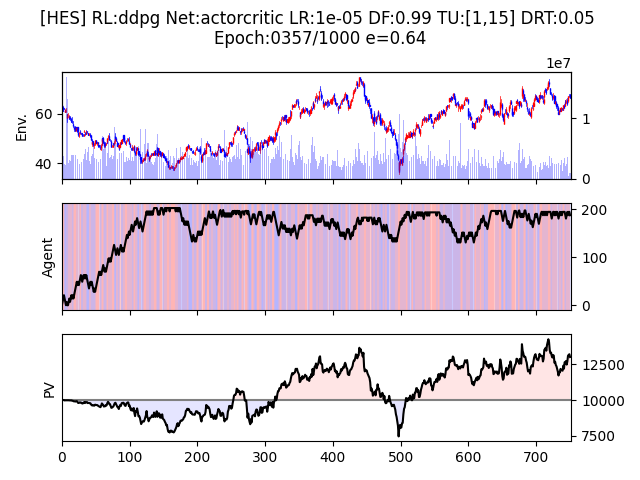 [HES] RL:ddpg Net:actorcritic LR:1e-05 DF:0.99 TU:[1,15] DRT:0.05
Epoch:0357/1000 e=0.64
1e7
Env.
60
40
1
0
Agent
200
100
0
PV
12500
10000
7500
0 100 200 300 400 500 600 700